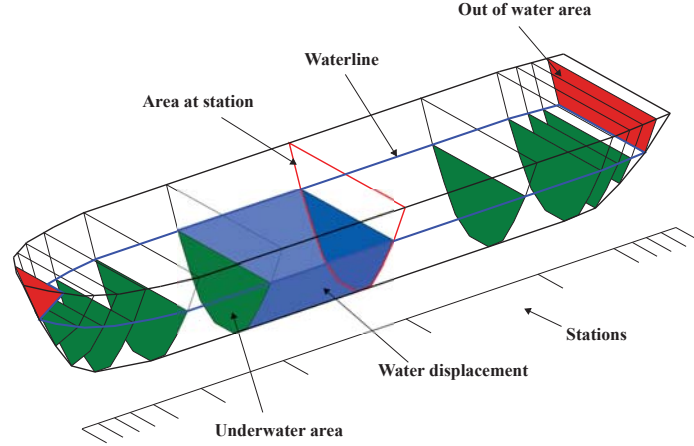 Out of water area
Waterline
Area at station
Stations
Water displacement
Underwater area